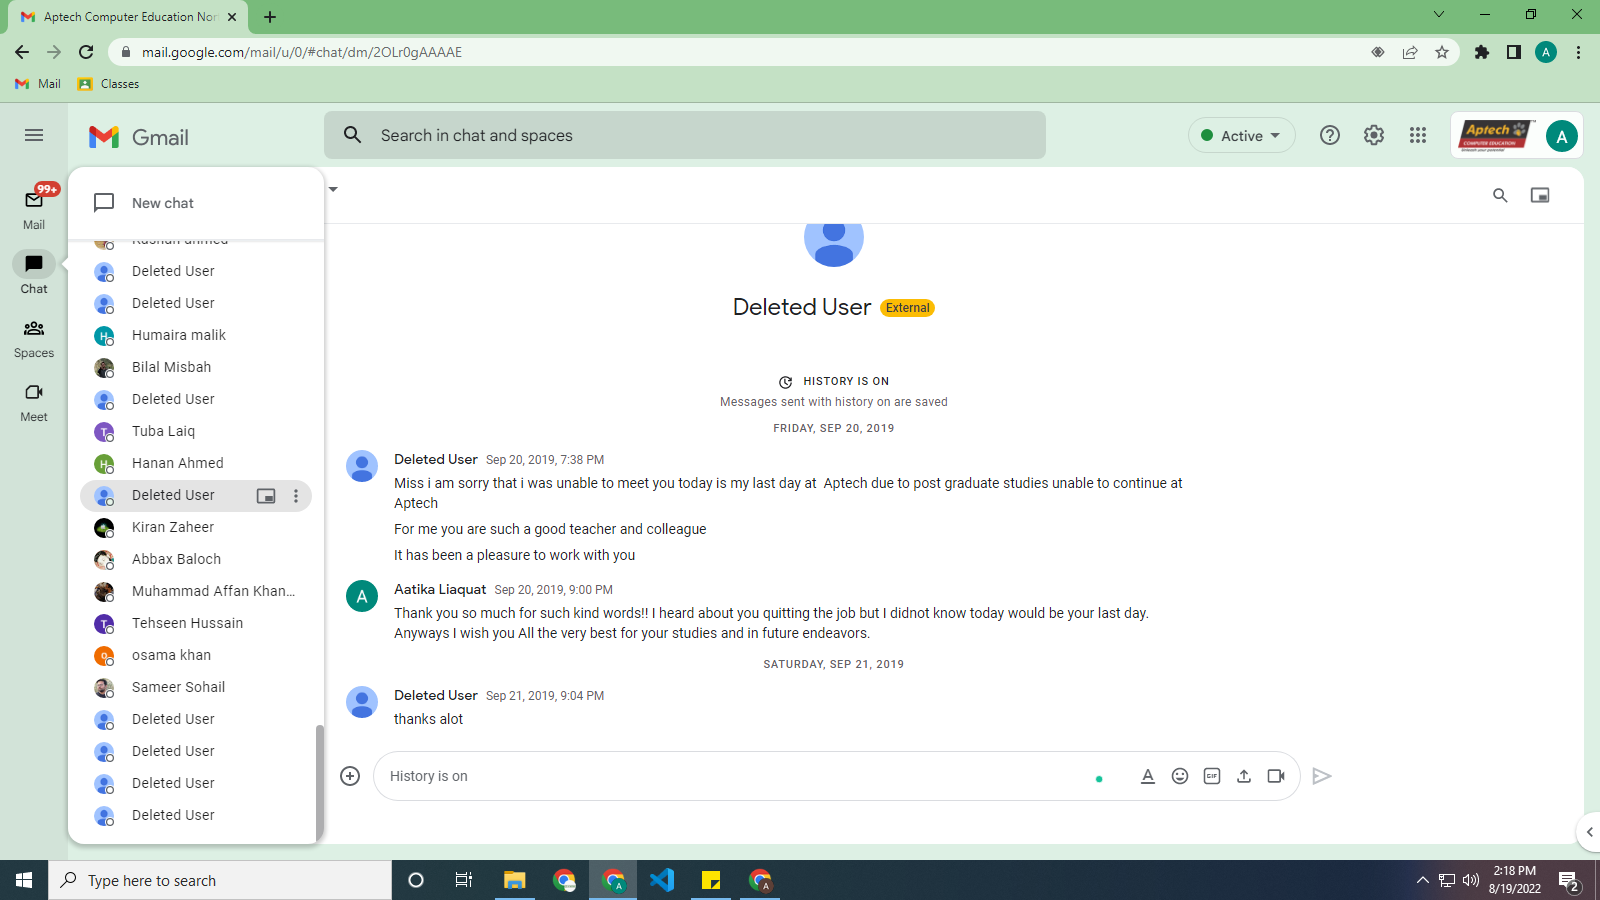 Aptech Computer Education Nor
mail.google.com/mail/u/0/#chat/dm/2OLr0gAAAAE
A
Mail
Classes
Gmail
Search in chat and spaces
Active
Aptech
COMPUTER EDUCATION
Unleash your potential
A
99+
Mail
Chat
Spaces
Meet
New chat
Kashan ahmed
Deleted User
Deleted User
H Humaira malik
Bilal Misbah
Deleted User
T Tuba Laiq
H Hanan Ahmed
Deleted User
Kiran Zaheer
Abbax Baloch
Muhammad Affan Khan...
T Tehseen Hussain
o osama khan
Sameer Sohail
Deleted User
Deleted User
Deleted User
Deleted User
Deleted User External
HISTORY IS ON
Messages sent with history on are saved
FRIDAY, SEP 20, 2019
Deleted User Sep 20, 2019, 7:38 PM
Miss i am sorry that i was unable to meet you today is my last day at Aptech due to post graduate studies unable to continue at
Aptech
For me you are such a good teacher and colleague
It has been a pleasure to work with you
A
Aatika Liaquat Sep 20, 2019, 9:00 PM
Thank you so much for such kind words!! I heard about you quitting the job but I didnot know today would be your last day.
Anyways I wish you All the very best for your studies and in future endeavors.
SATURDAY, SEP 21, 2019
Deleted User Sep 21, 2019, 9:04 PM
thanks alot
History is on
GIF
Type here to search
A
A
2:18 PM
8/19/2022
2